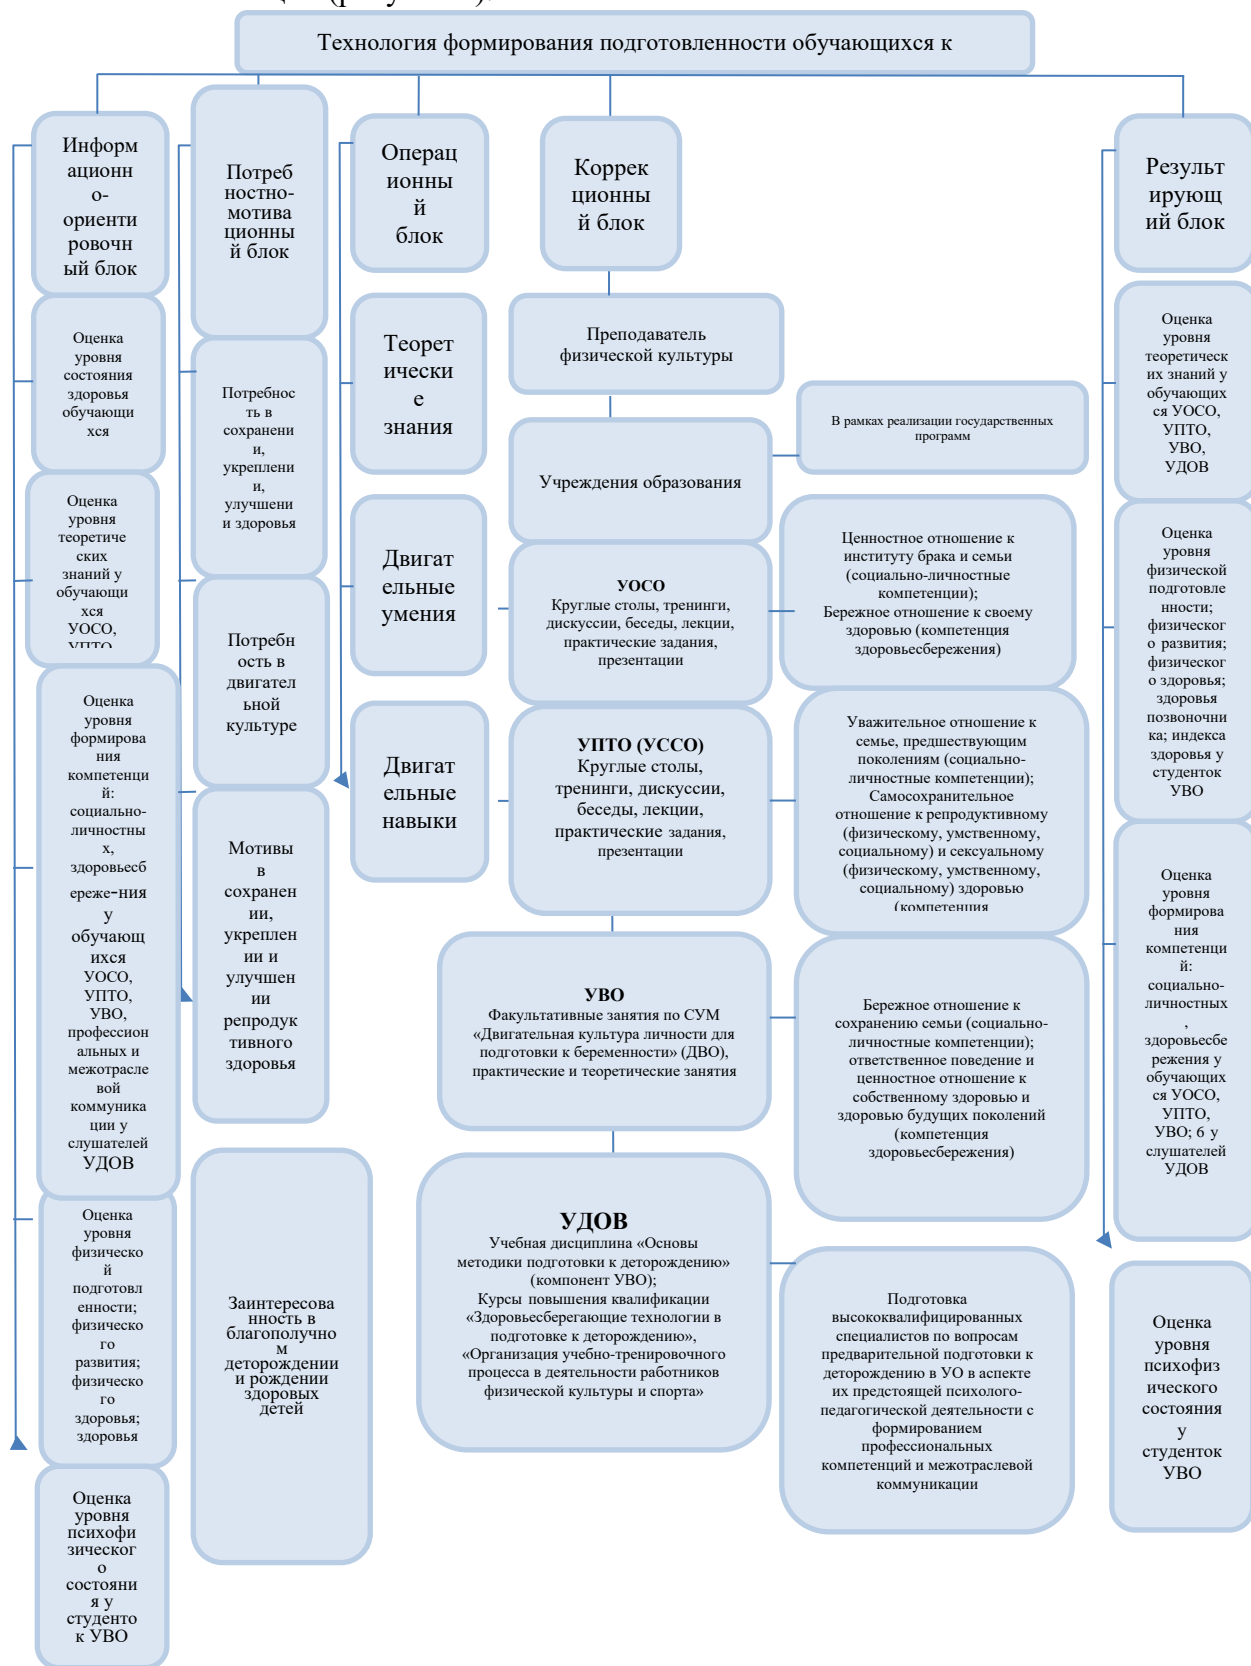 Технология формирования подготовленности обучающихся к
Информ
ационн
о-
ориенти
ровочн
ый блок
Оценка
уровня
состояния
здоровья
обучающи
хся
Оценка
уровня
теоретиче
ских
знаний у
обучающи
хся
УОСО,
УПТО
Оценка
уровня
формирова
ния
компетенци
й:
социально-
личностны
х,
здоровьесб
ереже-ния
у
обучающ
ихся
УОСО,
УПТО,
УВО,
профессион
альных и
межотрасле
вой
коммуника
ции у
слушателей
УДОВ
Оценка
уровня
физическо
й
подготовл
енности;
физическо
го
развития;
физическо
го
здоровья;
здоровья
Оценка
уровня
психофи
зическог
о
состояни
я у
студенто
к УВО
Потреб
ностно-
мотива
ционны
й блок
Потребнос
ть в
сохранени
и,
укреплени
и,
улучшени
и здоровья
Потребн
ость в
двигател
ьной
культуре
Мотивы
в
сохранен
ии,
укреплен
ии и
улучшен
ии
репродук
тивного
здоровья
Заинтересова
нность в
благополучно
м
деторождении
и рождении
здоровых
детей
Операц
ионны
й
блок
Теорет
ически
е
знания
Двигат
ельные
умения
Двигат
ельные
навыки
Коррек
ционны
й блок
Преподаватель
физической культуры
Учреждения образования
В рамках реализации государственных
программ
УОСО
Круглые столы, тренинги,
дискуссии, беседы, лекции,
практические задания,
презентации
Ценностное отношение к
институту брака и семьи
(социально-личностные
компетенции);
Бережное отношение к своему
здоровью (компетенция
здоровьесбережения)
УПТО (УССО)
Круглые столы,
тренинги, дискуссии,
беседы, лекции,
практические задания,
презентации
Уважительное отношение к
семье, предшествующим
поколениям (социально-
личностные компетенции);
Самосохранительное
отношение к репродуктивному
(физическому, умственному,
социальному) и сексуальному
(физическому, умственному,
социальному) здоровью
(компетенция
УВО
Факультативные занятия по СУМ
«Двигательная культура личности для
подготовки к беременности» (ДВО),
практические и теоретические занятия
Бережное отношение к
сохранению семьи (социально-
личностные компетенции);
ответственное поведение и
ценностное отношение к
собственному здоровью и
здоровью будущих поколений
(компетенция
здоровьесбережения)
УДОВ
Учебная дисциплина «Основы
методики подготовки к деторождению»
(компонент УВО);
Курсы повышения квалификации
«Здоровьесберегающие технологии в
подготовке к деторождению»,
«Организация учебно-тренировочного
процесса в деятельности работников
физической культуры и спорта»
Подготовка
высококвалифицированных
специалистов по вопросам
предварительной подготовки к
деторождению в УО в аспекте
их предстоящей психолого-
педагогической деятельности с
формированием
профессиональных
компетенций и межотраслевой
коммуникации
Результ
ирующ
ий блок
Оценка
уровня
теоретическ
их знаний у
обучающих
ся УОСО,
УПТО,
УВО,
УДОВ
Оценка
уровня
физической
подготовле
нности;
физическог
о развития;
физическог
о здоровья;
здоровья
позвоночни
ка; индекса
здоровья у
студенток
УВО
Оценка
уровня
формирова
ния
компетенци
й:
социально-
личностных
,
здоровьесбе
режения у
обучающих
ся УОСО,
УПТО,
УВО; 6 у
слушателей
УДОВ
Оценка
уровня
психофиз
ического
состояния
у
студенток
УВО